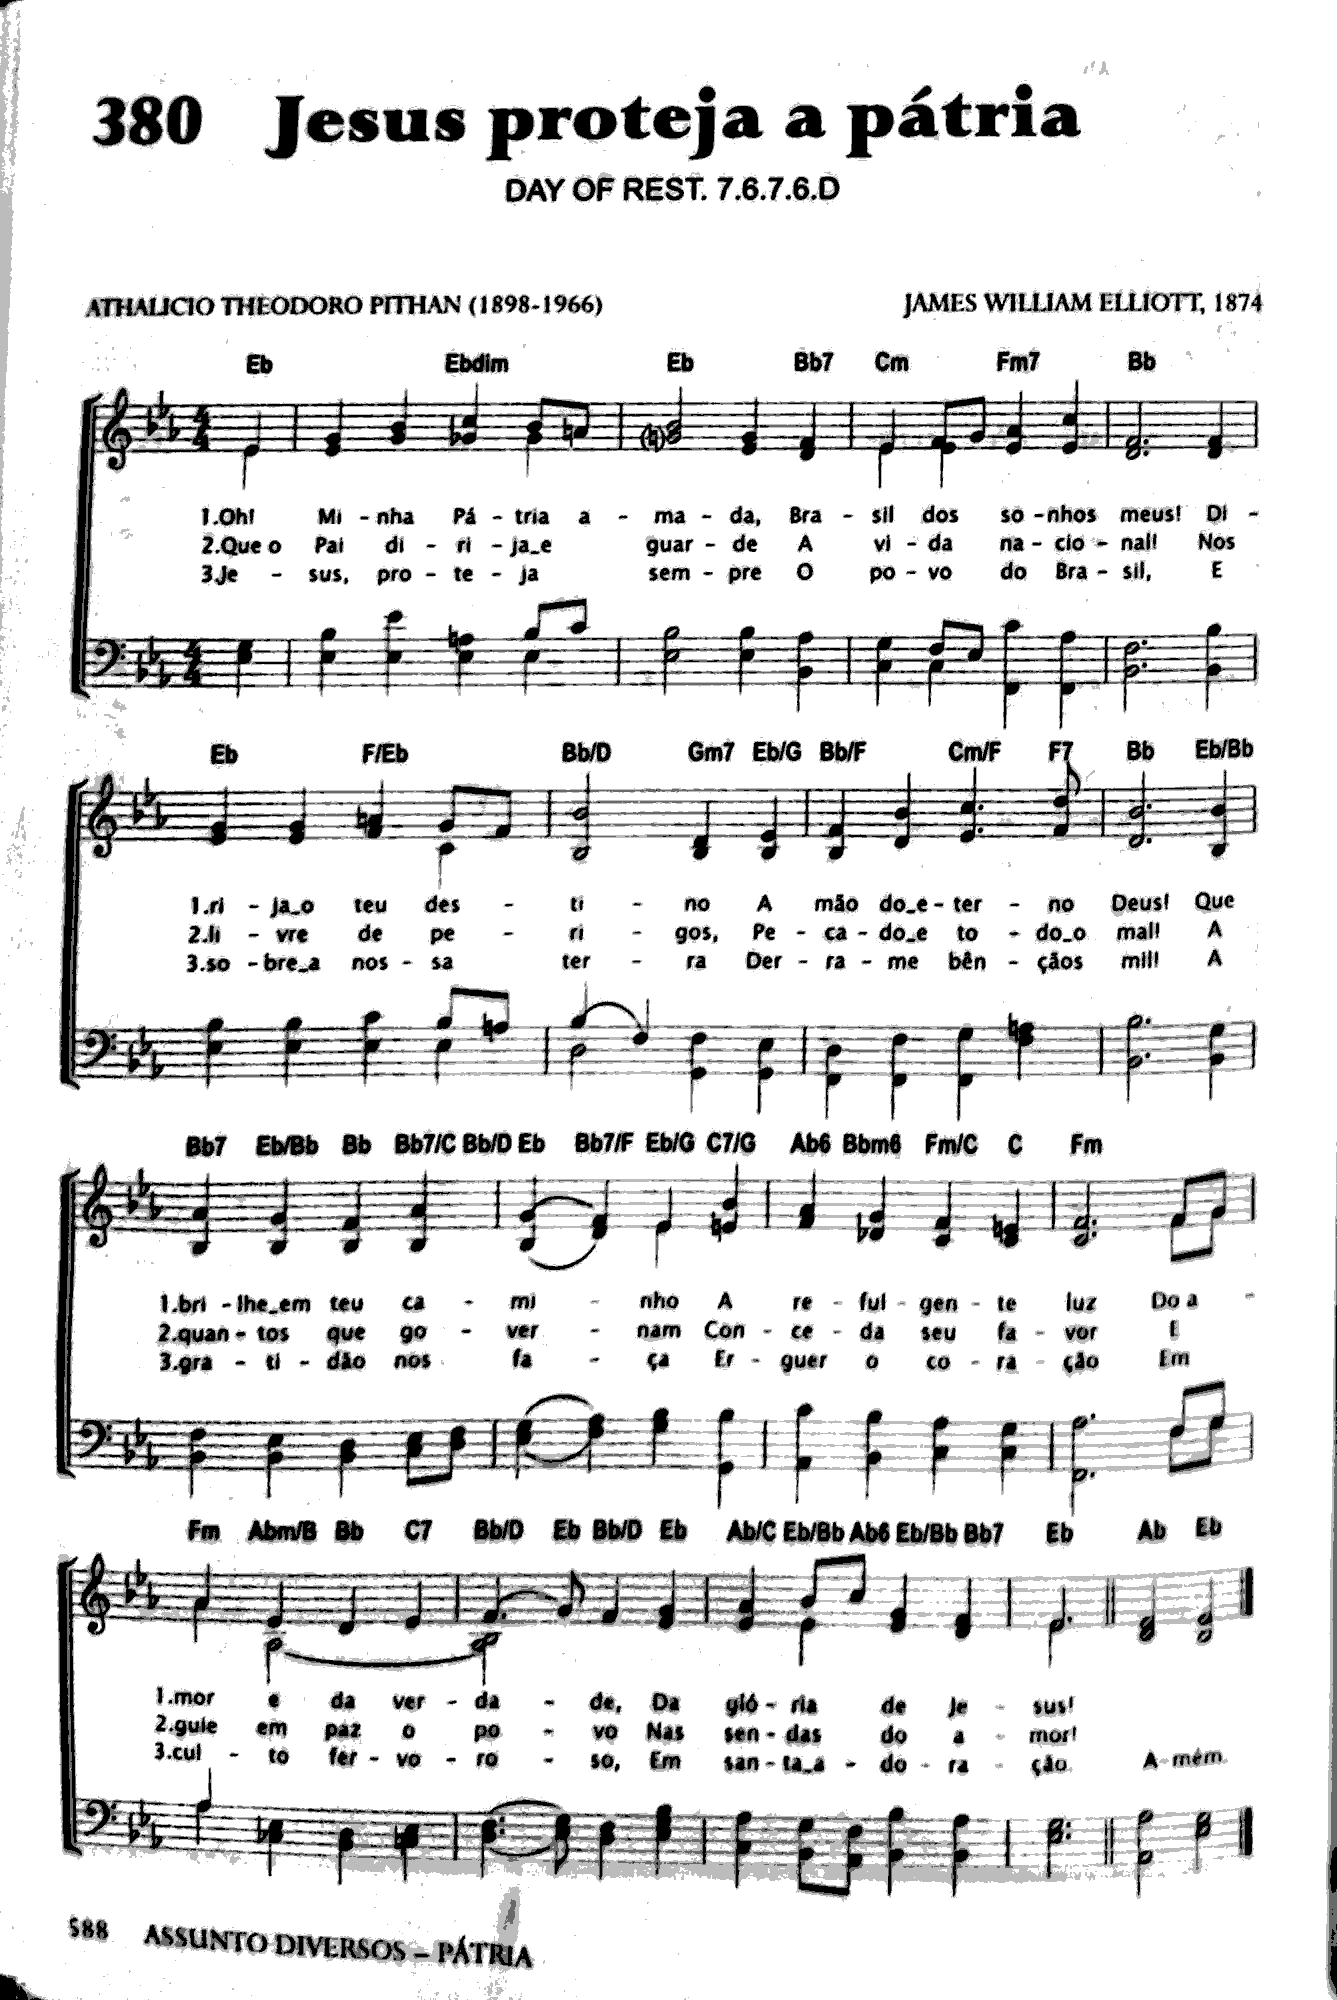 380 Jesus proteja a pátria
DAY OF REST. 7.6.7.6.D
ATHALICIO THEODORO PITHAN (1898-1966) JAMES WILLIAM ELLIOTT, 1874
Eb Ebdim Eb Bb7 Cm Fm7 Bb
1.Oh! Mi - nha Pá - tria a - ma - da, Bra - sil dos so - nhos meus! Di -
2.Que o Pai di - ri - ja_e guar - de A vi - da na - cio - nal! Nos
3.Je - sus, pro - te - ja sem - pre O po - vo do Bra - sil, E
Eb F/Eb Bb/D Gm7 Eb/G Bb/F Cm/F F7 Bb Eb/Bb
1.ri - ja_o teu des - ti - no A mão do_e - ter - no Deus! Que
2.li - vre de pe - ri - gos, Pe - ca - do_e to - do_o mal! A
3.so - bre_a nos - sa ter - ra Der - ra - me bên - çãos mil! A
Bb7 Eb/Bb Bb Bb7/C Bb/D Eb Bb7/F Eb/G C7/G Ab6 Bbm6 Fm/C C Fm
1.bri - lhe_em teu ca - mi - nho A re - ful - gen - te luz Do a -
2.quan - tos que go - ver - nam Con - ce - da seu fa - vor E
3.gra - ti - dão nos fa - ça Er - guer o co - ra - ção Em
Fm Abm/B Bb C7 Bb/D Eb Bb/D Eb Ab/C Eb/Bb Ab6 Eb/Bb Bb7 Eb Ab Eb
1.mor e da ver - da - de, Da gló - ria de Je - sus!
2.guie em paz o po - vo Nas sen - das do a - mor!
3.cul - to fer - vo - ro - so, Em san - ta_a - do - ra - ção. A - mém.
588 ASSUNTO DIVERSOS – PÁTRIA